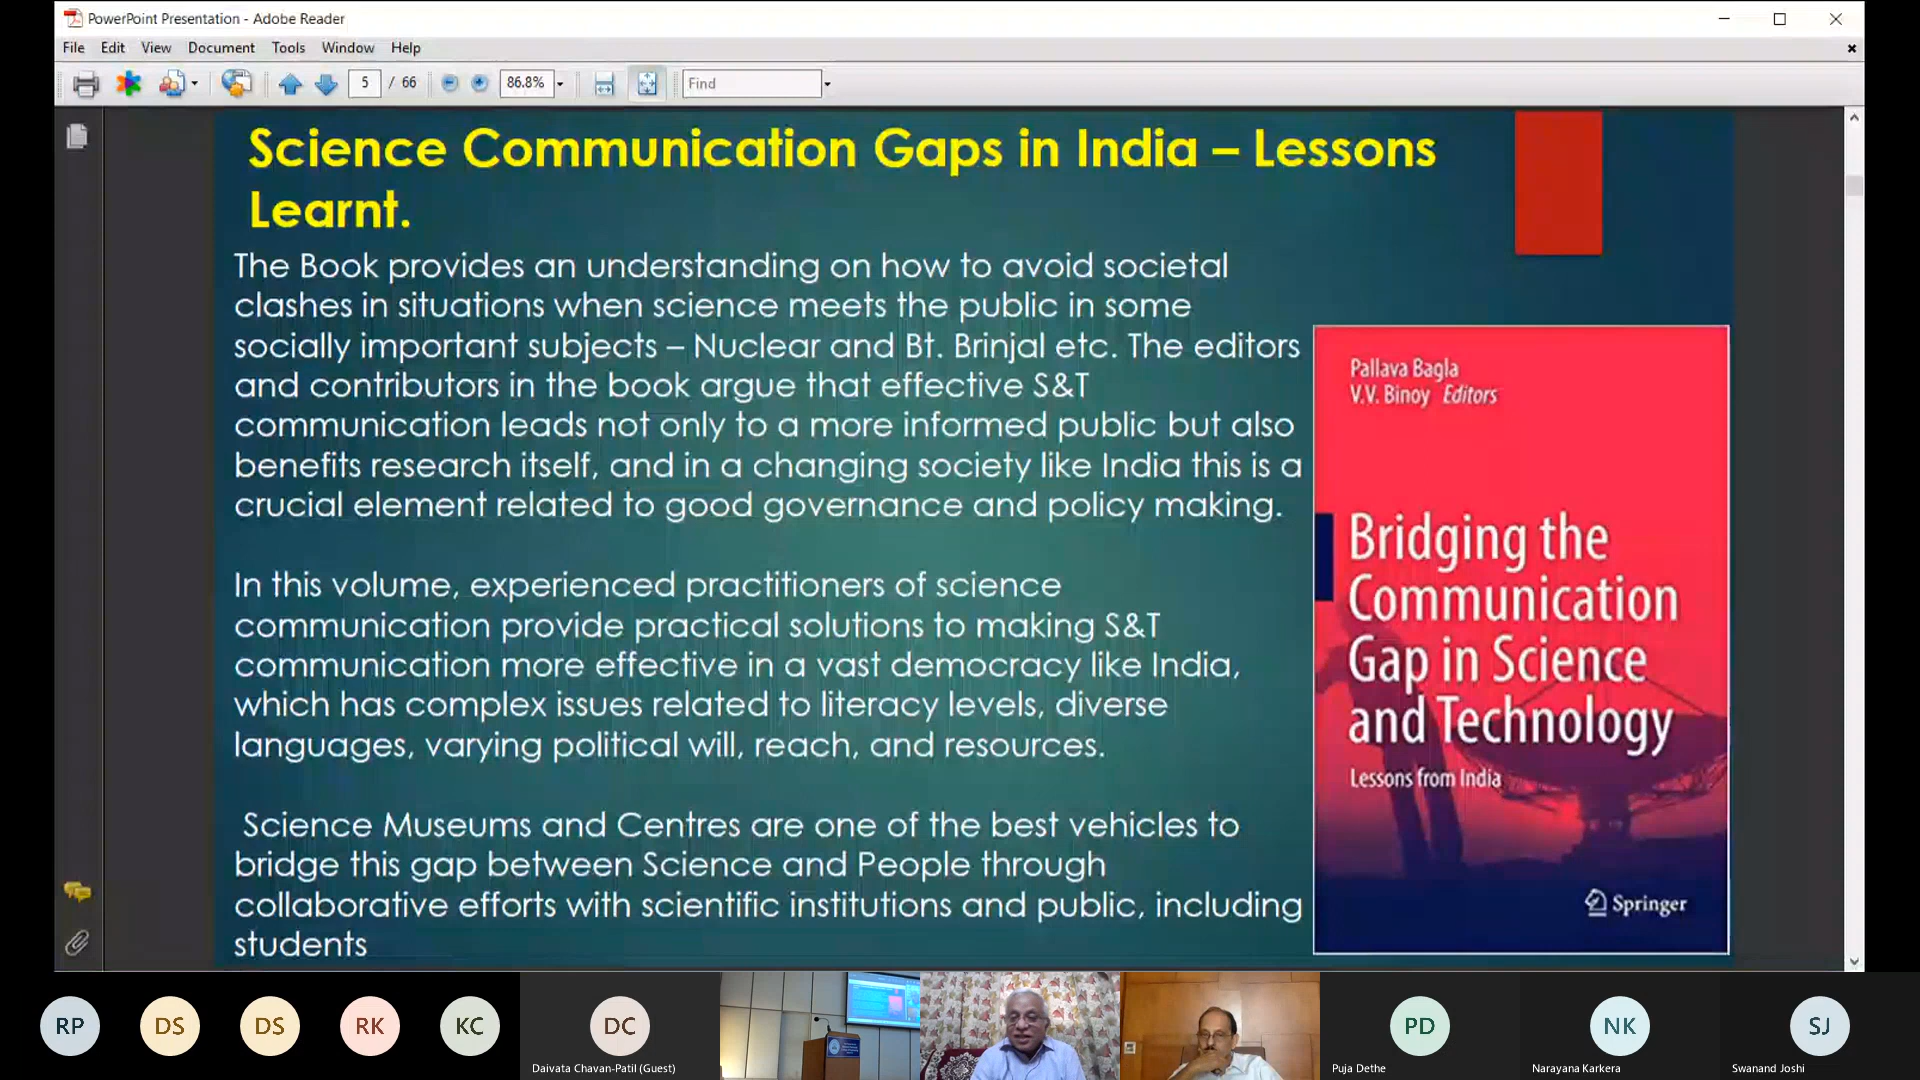 PowerPoint Presentation - Adobe Reader
File Edit View Document Tools Window Help
5 / 66 86.8% Find
Science Communication Gaps in India – Lessons
Learnt.
The Book provides an understanding on how to avoid societal
clashes in situations when science meets the public in some
socially important subjects – Nuclear and Bt. Brinjal etc. The editors
and contributors in the book argue that effective S&T
communication leads not only to a more informed public but also
benefits research itself, and in a changing society like India this is a
crucial element related to good governance and policy making.
In this volume, experienced practitioners of science
communication provide practical solutions to making S&T
communication more effective in a vast democracy like India,
which has complex issues related to literacy levels, diverse
languages, varying political will, reach, and resources.
Science Museums and Centres are one of the best vehicles to
bridge this gap between Science and People through
collaborative efforts with scientific institutions and public, including
students
Pallava Bagla
V.V. Binoy Editors
Bridging the
Communication
Gap in Science
and Technology
Lessons from India
Springer
RP DS DS RK KC DC PD NK SJ
Daivata Chavan-Patil (Guest) Puja Dethe Narayana Karkera Swanand Joshi